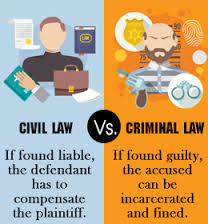 LAW
CIVIL LAW
Vs.
CRIMINAL LAW
If found liable,
the defendant
has to
compensate
the plaintiff.
If found guilty,
the accused
can be
incarcerated
and fined.